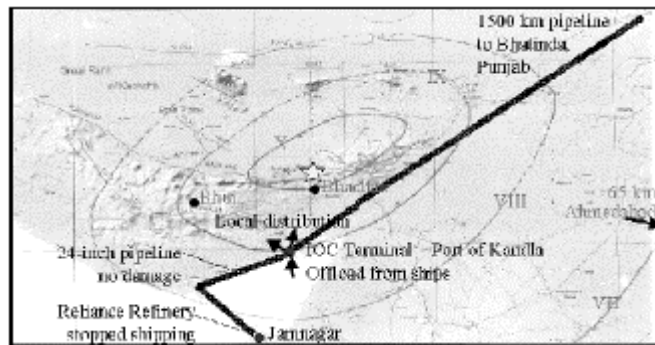 1500 km pipeline
to Bhatinda,
Punjab
IX
X
Bhuj
Bhachau
VIII
65 km
Ahmedabad
Local distribution
24-inch pipeline
no damage
IOC Terminal - Port of Kandla
Offload from ships
VII
Reliance Refinery
stopped shipping
Jamnagar